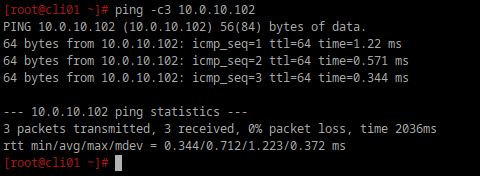 [root@cli01 ~]# ping -c3 10.0.10.102
PING 10.0.10.102 (10.0.10.102) 56(84) bytes of data.
64 bytes from 10.0.10.102: icmp_seq=1 ttl=64 time=1.22 ms
64 bytes from 10.0.10.102: icmp_seq=2 ttl=64 time=0.571 ms
64 bytes from 10.0.10.102: icmp_seq=3 ttl=64 time=0.344 ms

--- 10.0.10.102 ping statistics ---
3 packets transmitted, 3 received, 0% packet loss, time 2036ms
rtt min/avg/max/mdev = 0.344/0.712/1.223/0.372 ms
[root@cli01 ~]#